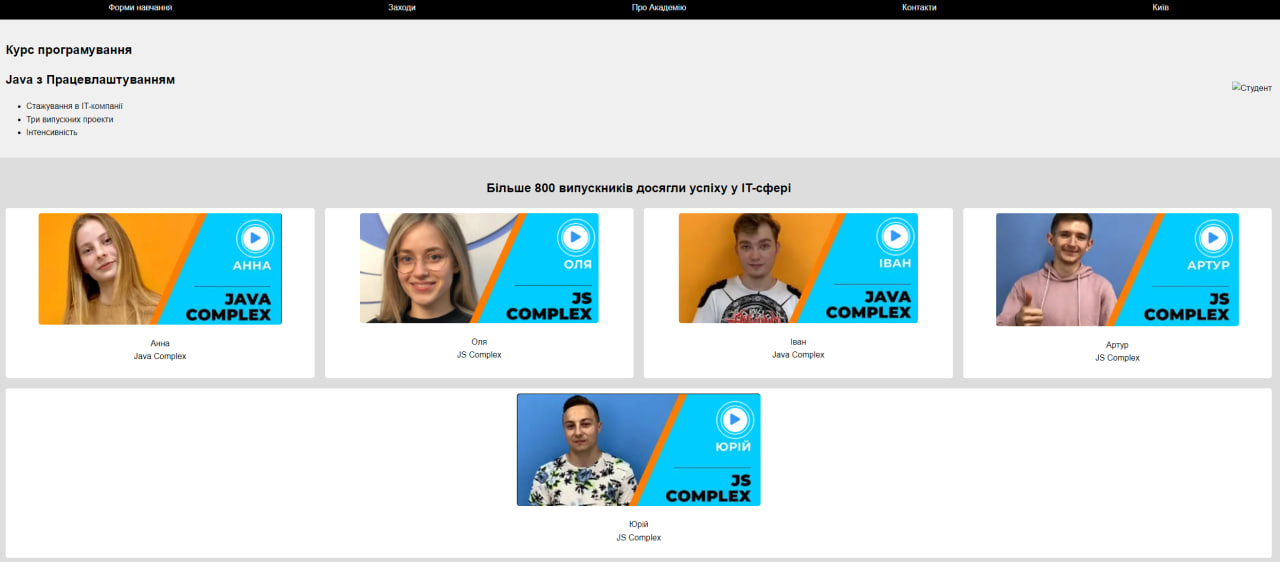 Форми навчання Заходи Про Академію Контакти Київ
Курс програмування
Java з Працевлаштуванням
Стажування в ІТ-компанії
Три випускних проекти
Інтенсивність
Студент
Більше 800 випускників досягли успіху у ІТ-сфері
АННА
JAVA
COMPLEX
Анна
Java Complex
ОЛЯ
JS
COMPLEX
Оля
JS Complex
ІВАН
JAVA
COMPLEX
Іван
Java Complex
АРТУР
JS
COMPLEX
Артур
JS Complex
ЮРІЙ
JS
COMPLEX
Юрій
JS Complex